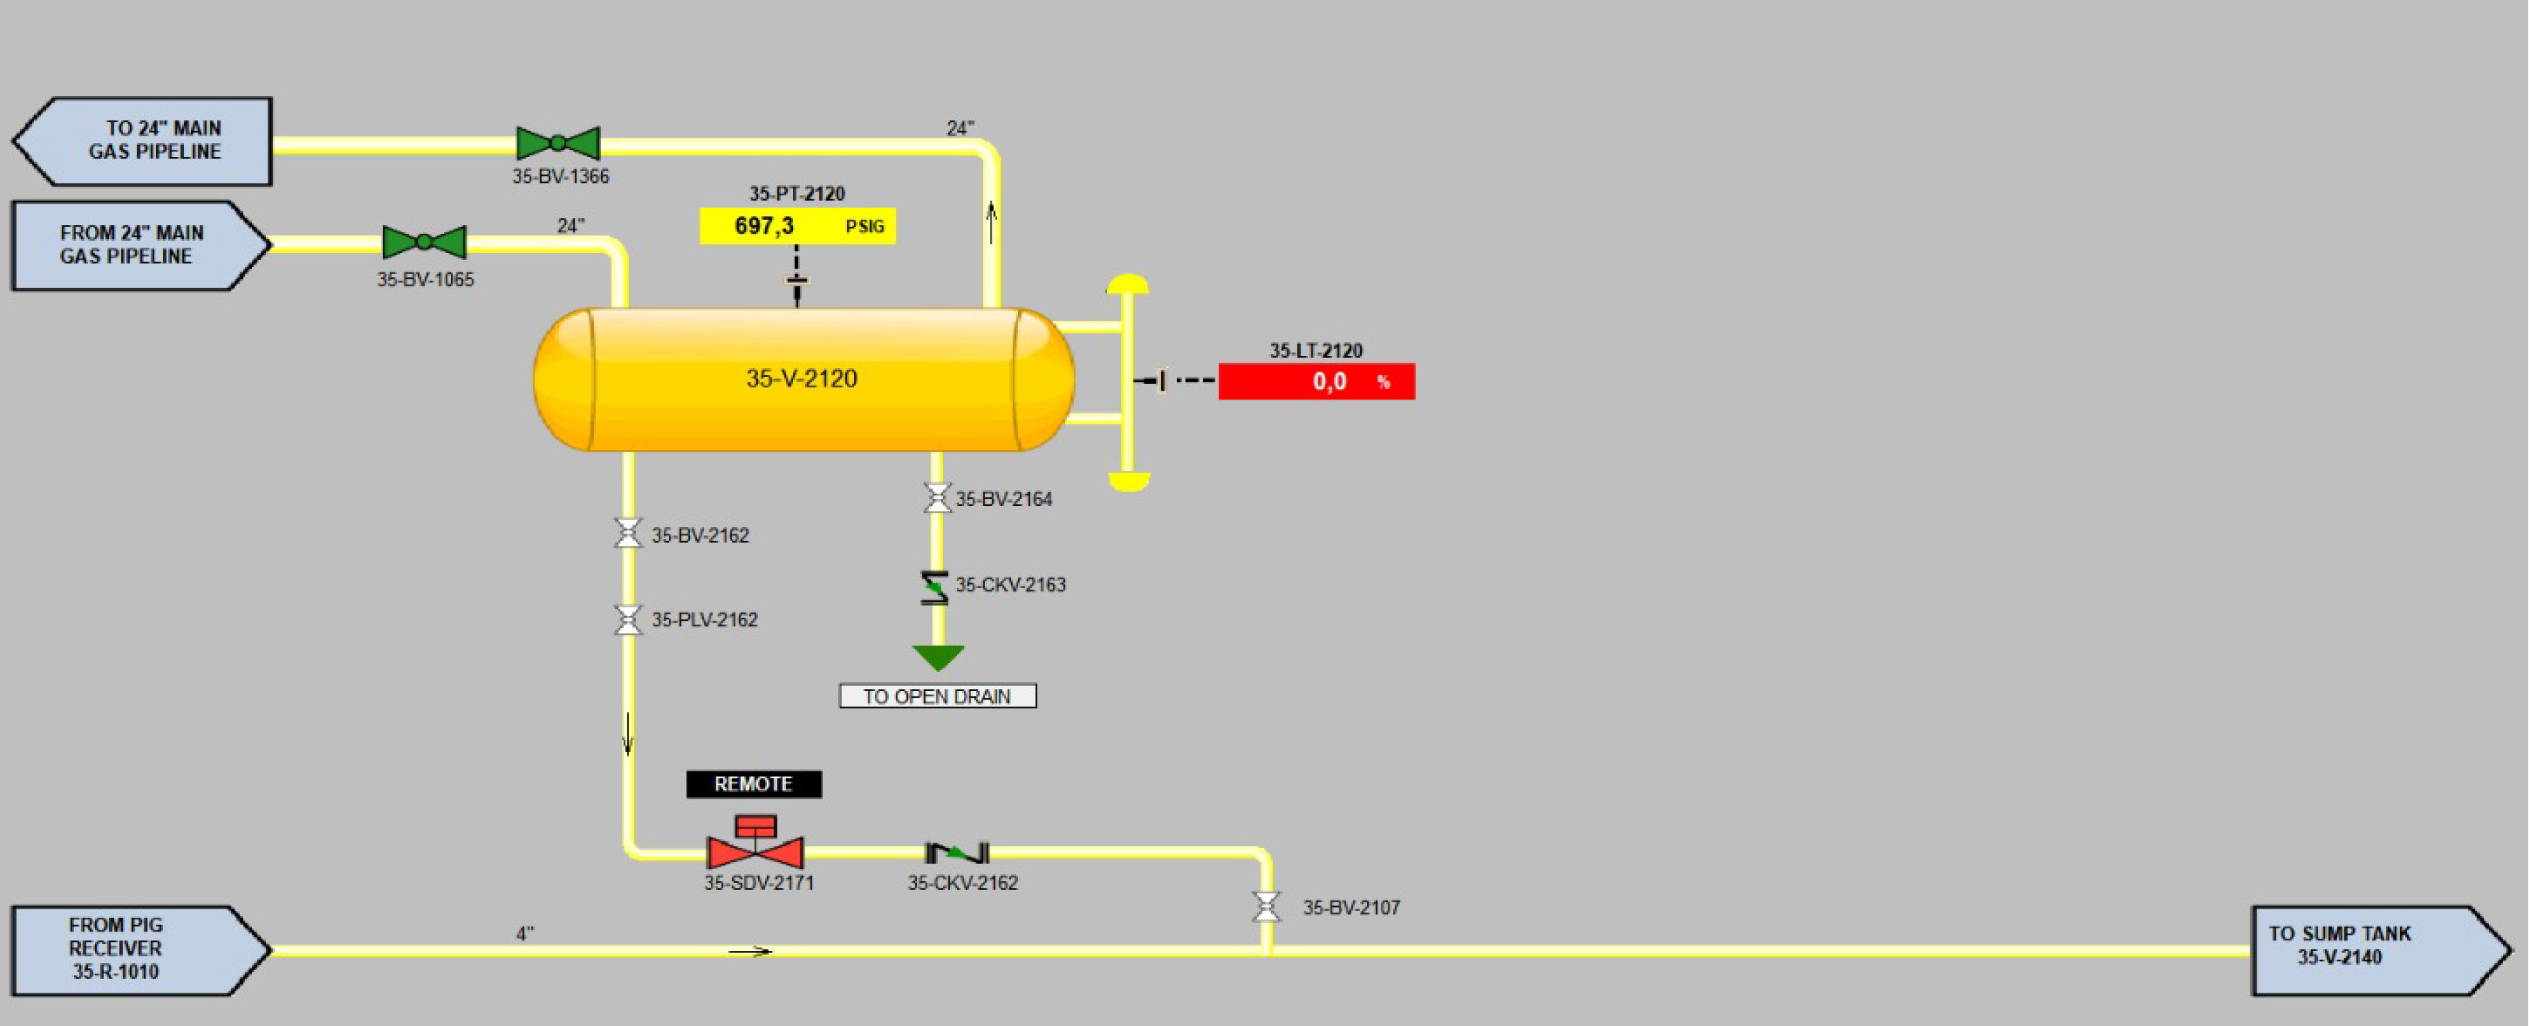 TO 24" MAIN
GAS PIPELINE
35-BV-1366
24"
FROM 24" MAIN
GAS PIPELINE
35-BV-1065
24"
35-PT-2120
697,3 PSIG
35-V-2120
35-LT-2120
0,0 %
35-BV-2162
35-BV-2164
35-CKV-2163
35-PLV-2162
TO OPEN DRAIN
REMOTE
35-SDV-2171
35-CKV-2162
35-BV-2107
FROM PIG
RECEIVER
35-R-1010
4"
TO SUMP TANK
35-V-2140